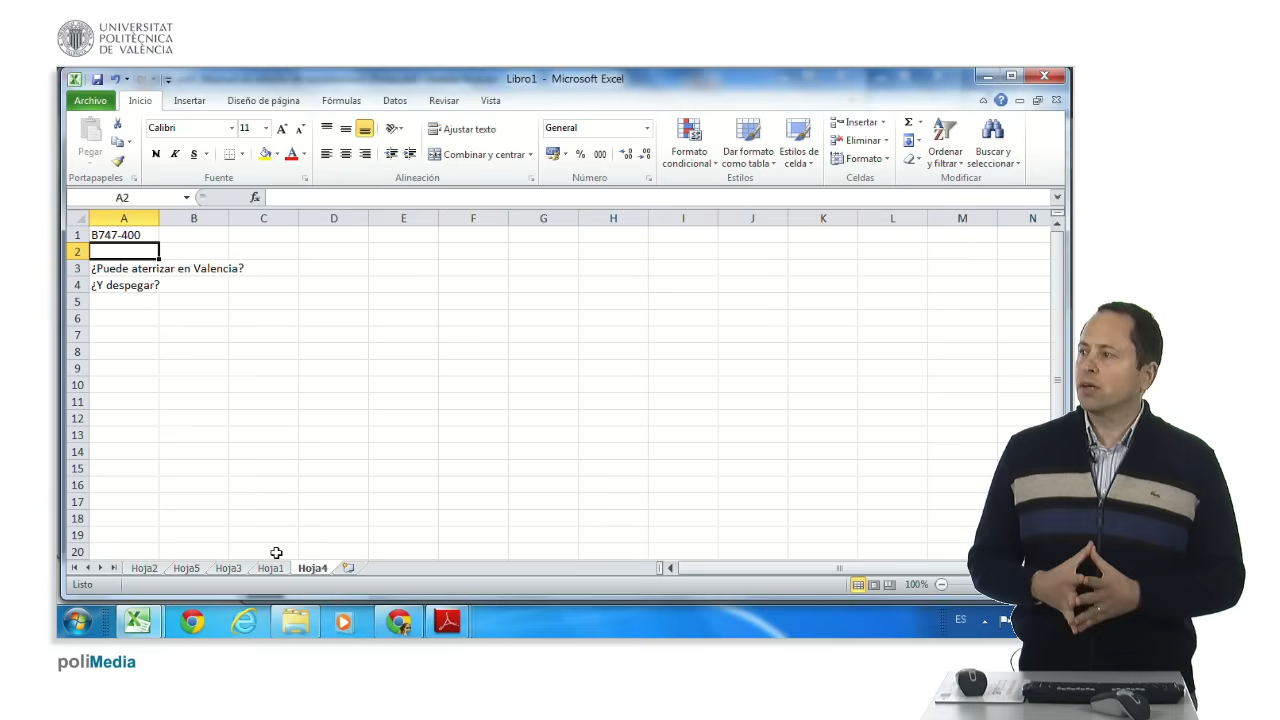 UNIVERSITAT
POLITÈCNICA
DE VALÈNCIA
Libro1 - Microsoft Excel
Archivo Inicio Insertar Diseño de página Fórmulas Datos Revisar Vista
Calibri 11 Ajustar texto General Insertar
Eliminar
Pegar N K S Combinar y centrar % 000 Formato condicional Dar formato como tabla Estilos de celda Formato Ordenar y filtrar Buscar y seleccionar
Portapapeles Fuente Alineación Número Estilos Celdas Modificar
A2 fx
A B C D E F G H I J K L M N
1 B747-400
2
3 ¿Puede aterrizar en Valencia?
4 ¿Y despegar?
5
6
7
8
9
10
11
12
13
14
15
16
17
18
19
20
Hoja2 Hoja5 Hoja3 Hoja1 Hoja4
Listo 100%
ES
poliMedia